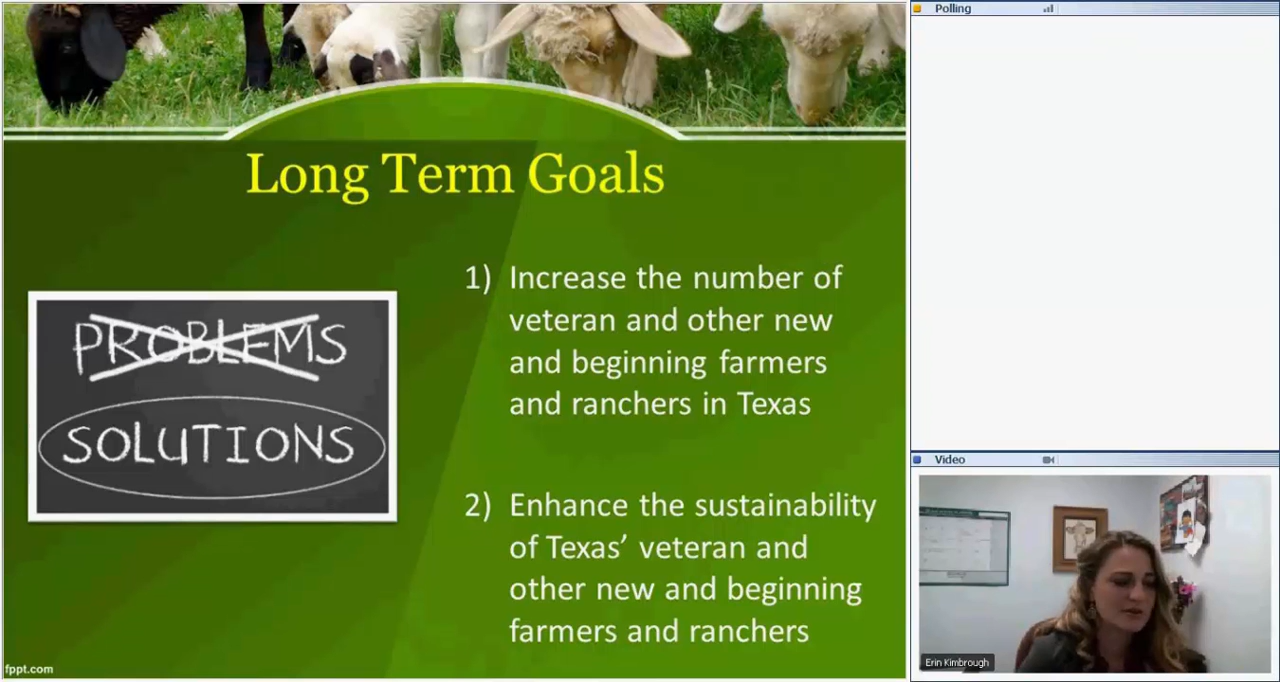 Long Term Goals
PROBLEMS
SOLUTIONS
1) Increase the number of
veteran and other new
and beginning farmers
and ranchers in Texas
2) Enhance the sustainability
of Texas’ veteran and
other new and beginning
farmers and ranchers
fppt.com
Polling
Video
Erin Kimbrough